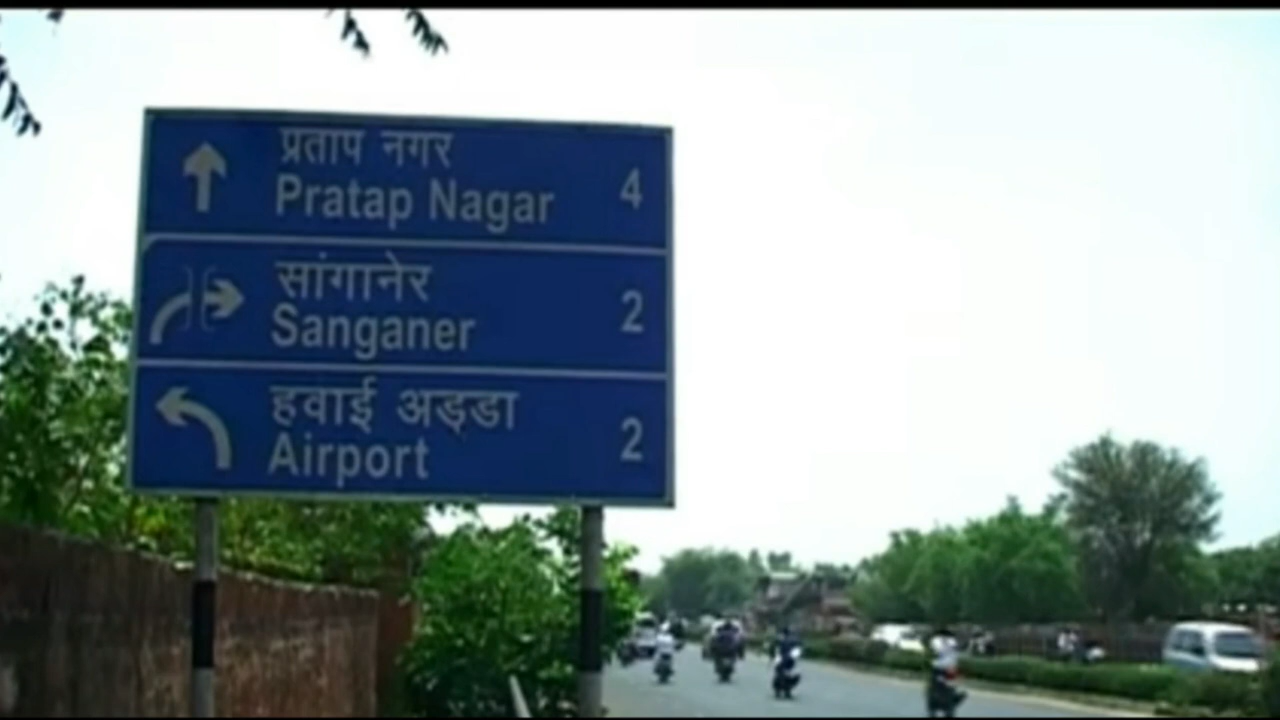 प्रताप नगर
Pratap Nagar 4
सांगानेर
Sanganer 2
हवाई अड्डा
Airport 2